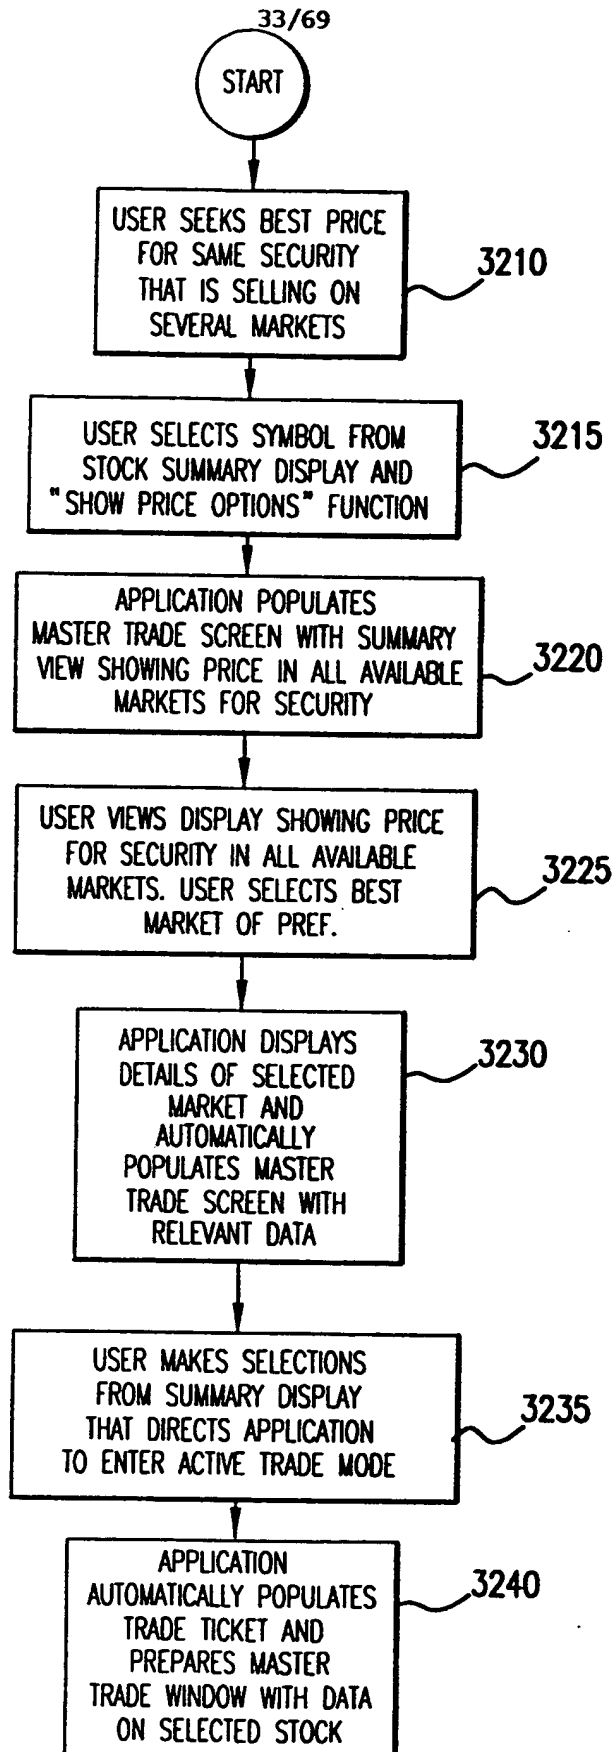 33/69
START
USER SEEKS BEST PRICE
FOR SAME SECURITY
THAT IS SELLING ON
SEVERAL MARKETS
3210
USER SELECTS SYMBOL FROM
STOCK SUMMARY DISPLAY AND
"SHOW PRICE OPTIONS" FUNCTION
3215
APPLICATION POPULATES
MASTER TRADE SCREEN WITH SUMMARY
VIEW SHOWING PRICE IN ALL AVAILABLE
MARKETS FOR SECURITY
3220
USER VIEWS DISPLAY SHOWING PRICE
FOR SECURITY IN ALL AVAILABLE
MARKETS. USER SELECTS BEST
MARKET OF PREF.
3225
APPLICATION DISPLAYS
DETAILS OF SELECTED
MARKET AND
AUTOMATICALLY
POPULATES MASTER
TRADE SCREEN WITH
RELEVANT DATA
3230
USER MAKES SELECTIONS
FROM SUMMARY DISPLAY
THAT DIRECTS APPLICATION
TO ENTER ACTIVE TRADE MODE
3235
APPLICATION
AUTOMATICALLY POPULATES
TRADE TICKET AND
PREPARES MASTER
TRADE WINDOW WITH DATA
ON SELECTED STOCK
3240